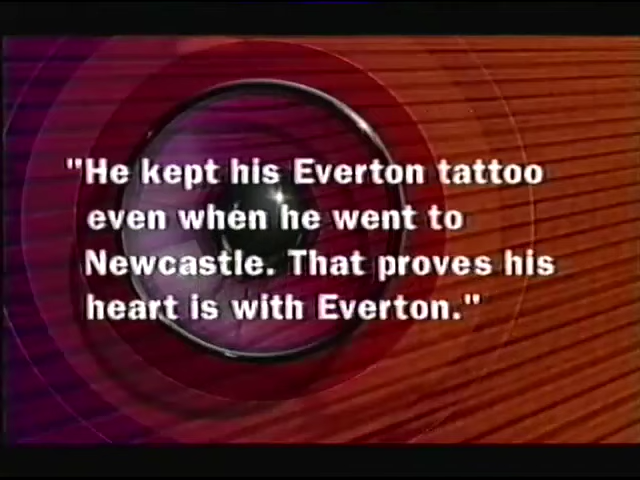 "He kept his Everton tattoo
even when he went to
Newcastle. That proves his
heart is with Everton."